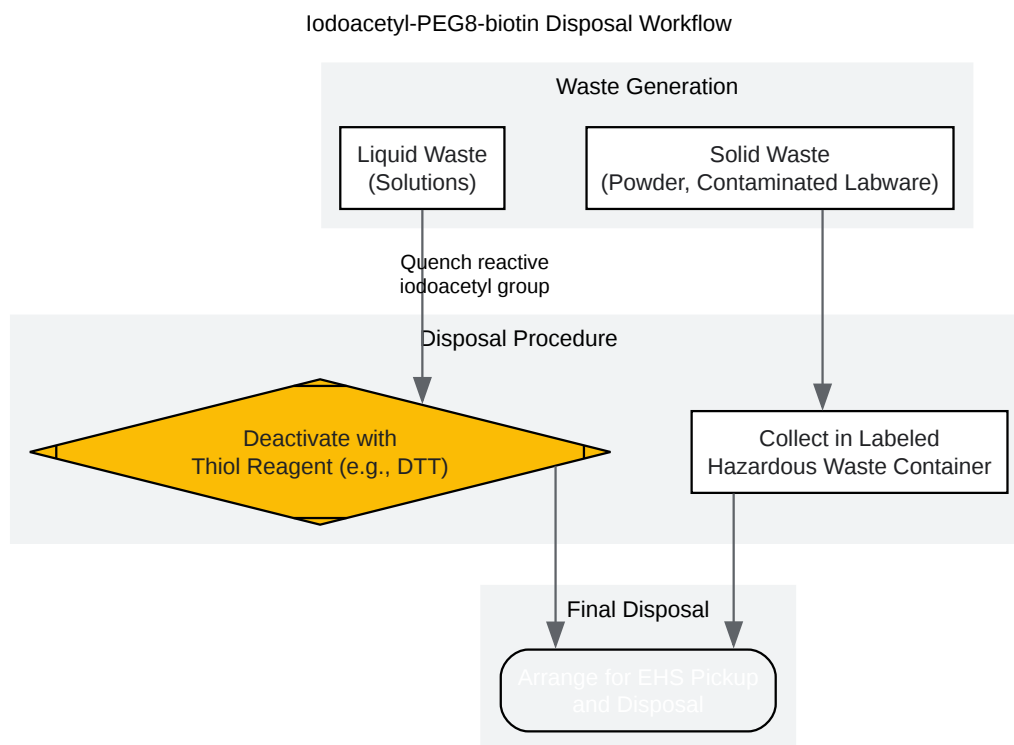 Iodoacetyl-PEG8-biotin Disposal Workflow
Waste Generation
Liquid Waste
(Solutions)
Solid Waste
(Powder, Contaminated Labware)
Quench reactive
iodoacetyl group
Disposal Procedure
Deactivate with
Thiol Reagent (e.g., DTT)
Collect in Labeled
Hazardous Waste Container
Final Disposal
Arrange for EHS Pickup
and Disposal